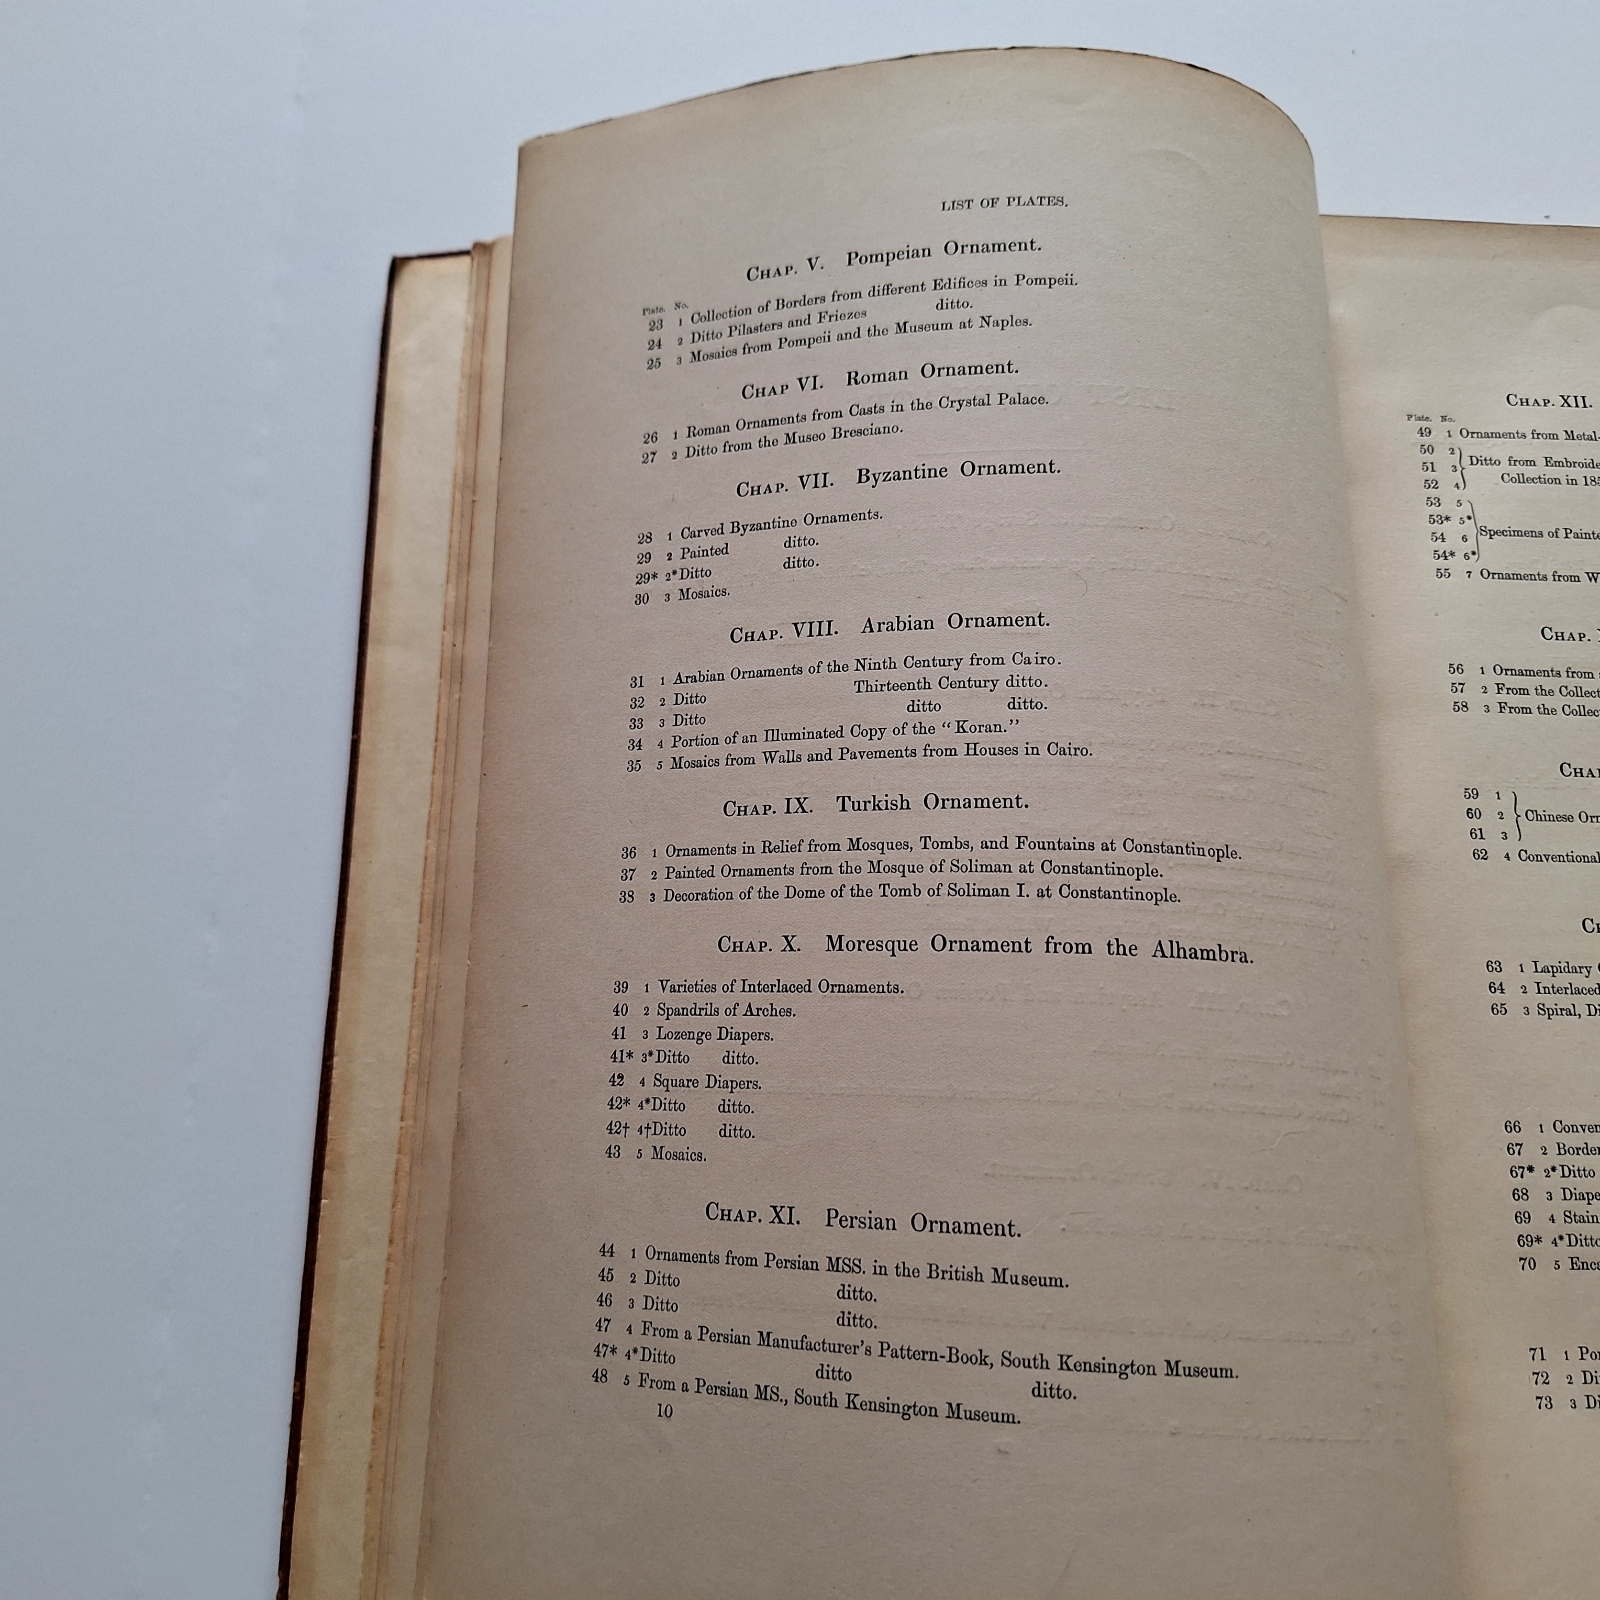 LIST OF PLATES.
CHAP. V. Pompeian Ornament.
Plate. No.
23 1 Collection of Borders from different Edifices in Pompeii.
24 2 Ditto Pilasters and Friezes ditto.
25 3 Mosaics from Pompeii and the Museum at Naples.
CHAP VI. Roman Ornament.
26 1 Roman Ornaments from Casts in the Crystal Palace.
27 2 Ditto from the Museo Bresciano.
CHAP. VII. Byzantine Ornament.
28 1 Carved Byzantine Ornaments.
29 2 Painted ditto.
29* 2* Ditto ditto.
30 3 Mosaics.
CHAP. VIII. Arabian Ornament.
31 1 Arabian Ornaments of the Ninth Century from Cairo.
32 2 Ditto Thirteenth Century ditto.
33 3 Ditto ditto ditto.
34 4 Portion of an Illuminated Copy of the “Koran.”
35 5 Mosaics from Walls and Pavements from Houses in Cairo.
CHAP. IX. Turkish Ornament.
36 1 Ornaments in Relief from Mosques, Tombs, and Fountains at Constantinople.
37 2 Painted Ornaments from the Mosque of Soliman at Constantinople.
38 3 Decoration of the Dome of the Tomb of Soliman I. at Constantinople.
CHAP. X. Moresque Ornament from the Alhambra.
39 1 Varieties of Interlaced Ornaments.
40 2 Spandrils of Arches.
41 3 Lozenge Diapers.
41* 3* Ditto ditto.
42 4 Square Diapers.
42* 4* Ditto ditto.
42† 4† Ditto ditto.
43 5 Mosaics.
CHAP. XI. Persian Ornament.
44 1 Ornaments from Persian MSS. in the British Museum.
45 2 Ditto ditto.
46 3 Ditto ditto.
47 4 From a Persian Manufacturer's Pattern-Book, South Kensington Museum.
47* 4* Ditto ditto ditto.
48 5 From a Persian MS., South Kensington Museum.
10
CHAP. XII.
Plate. No.
49 1 Ornaments from Metal-
50 2
51 3 Ditto from Embroide
52 4 Collection in 185
53 5
53* 5*
54 6 Specimens of Painte
54* 6*
55 7 Ornaments from W
CHAP.
56 1 Ornaments from
57 2 From the Collect
58 3 From the Collec
CHA
59 1
60 2 Chinese Orn
61 3
62 4 Conventional
C
63 1 Lapidary
64 2 Interlaced
65 3 Spiral, Di
66 1 Conven
67 2 Border
67* 2* Ditto
68 3 Diape
69 4 Stain
69* 4* Ditto
70 5 Enca
71 1 Po
72 2 Di
73 3 Di